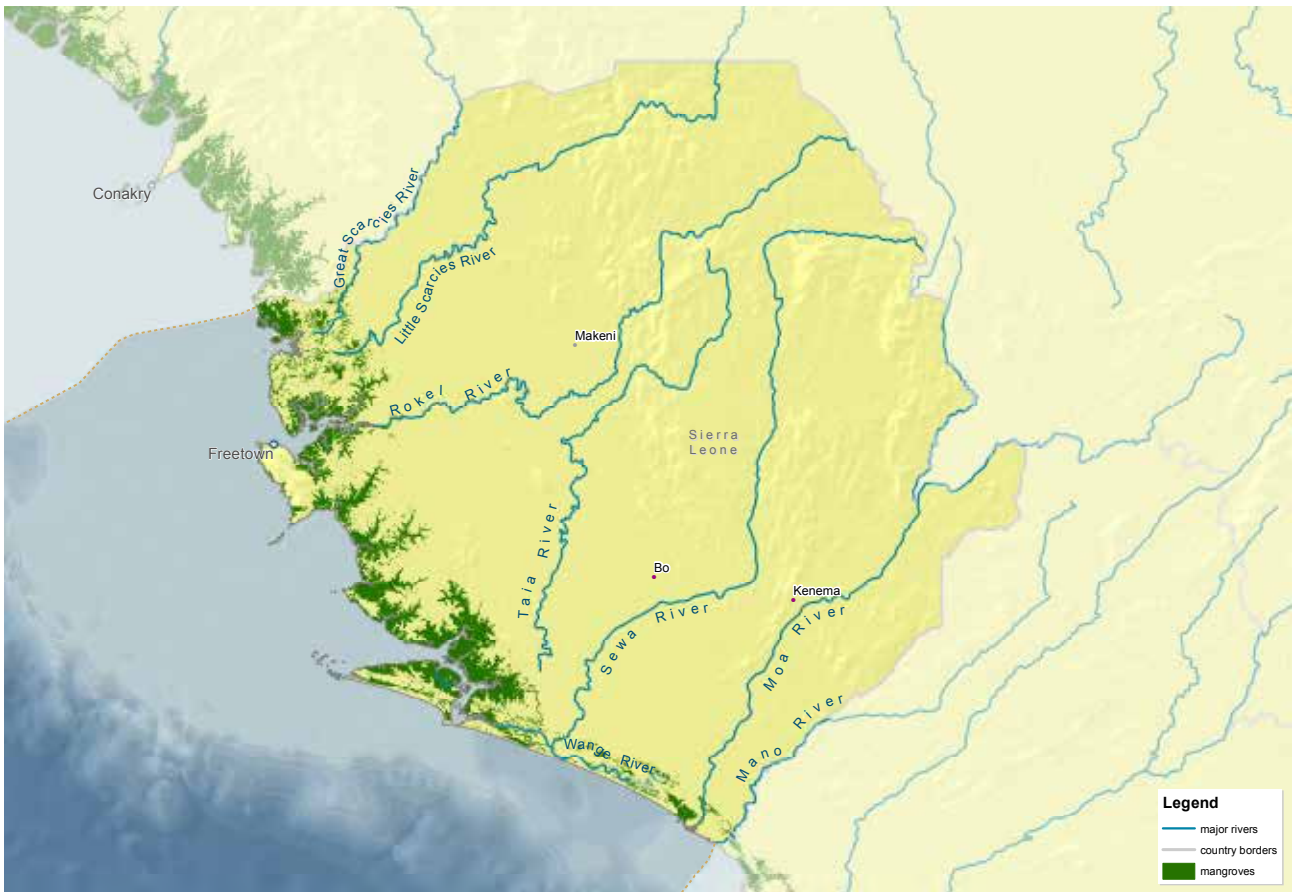 Conakry
Great Scarcies River
Little Scarcies River
Makeni
Rokel River
Sierra
Leone
Freetown
Taia River
Bo
Kenema
Sewa River
Moa River
Mano River
Wange River
Legend
major rivers
country borders
mangroves